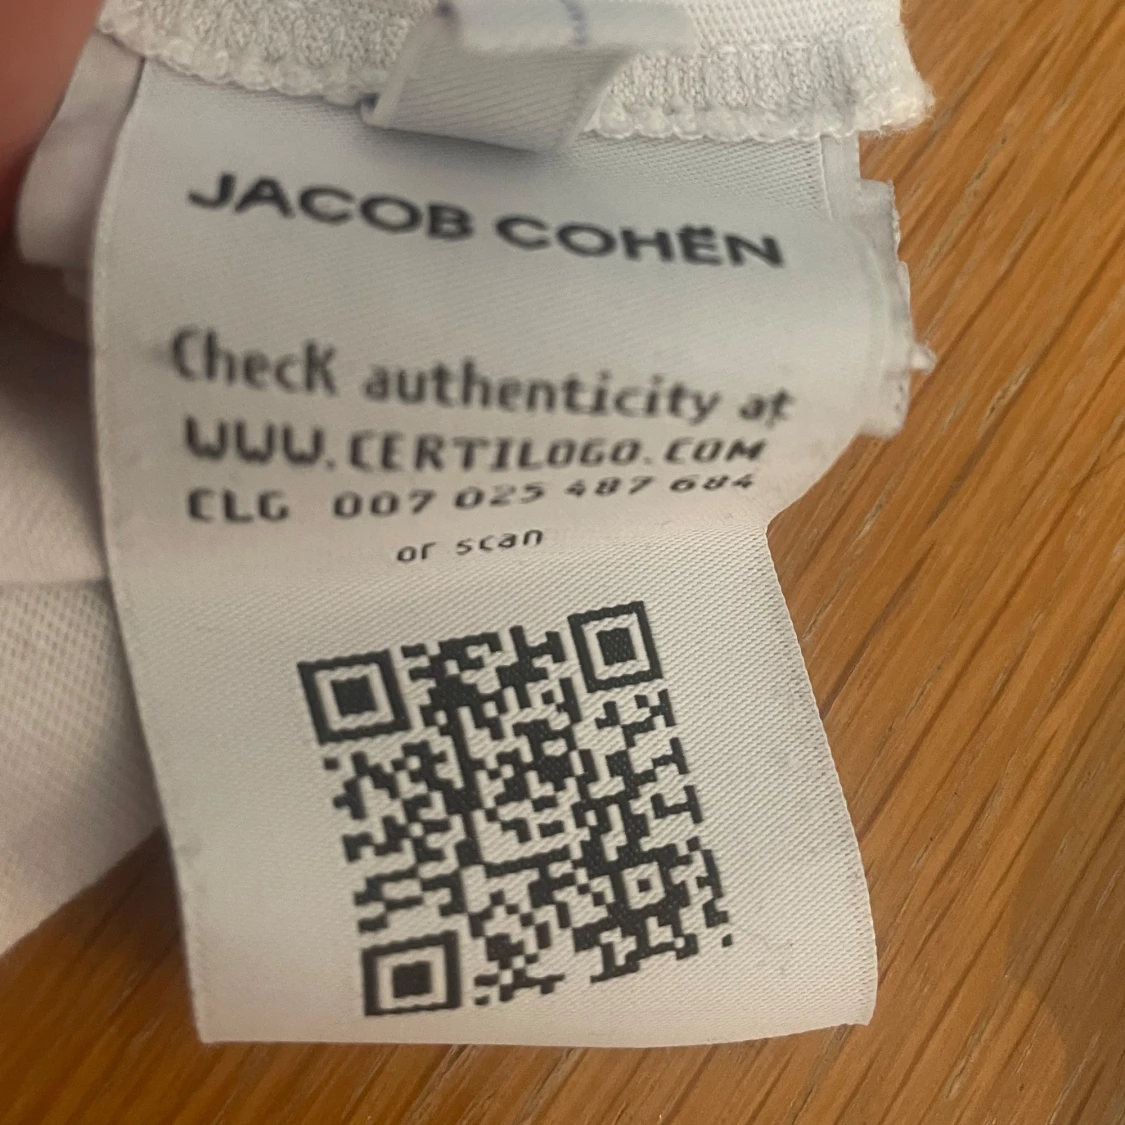 JACOB COHËN
Check authenticity at
WWW.CERTILOGO.COM
CLG 007 025 487 684
or scan